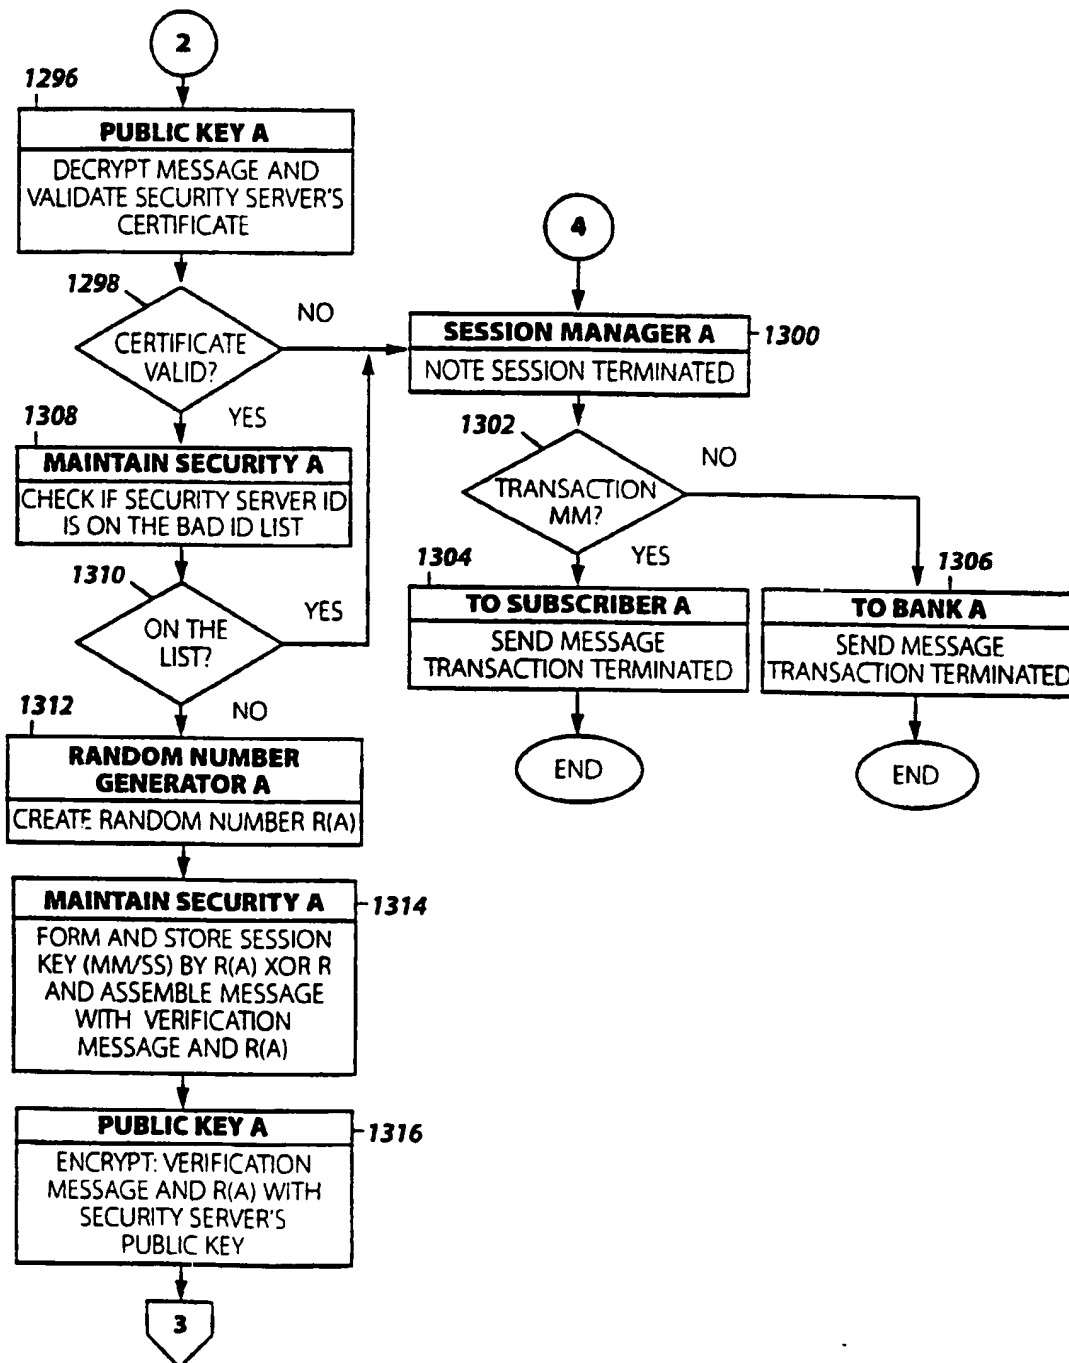 2
1296
PUBLIC KEY A
DECRYPT MESSAGE AND
VALIDATE SECURITY SERVER'S
CERTIFICATE
1298
CERTIFICATE
VALID?
NO
YES
1308
MAINTAIN SECURITY A
CHECK IF SECURITY SERVER ID
IS ON THE BAD ID LIST
1310
ON THE
LIST?
YES
NO
1312
RANDOM NUMBER
GENERATOR A
CREATE RANDOM NUMBER R(A)
MAINTAIN SECURITY A
1314
FORM AND STORE SESSION
KEY (MM/SS) BY R(A) XOR R
AND ASSEMBLE MESSAGE
WITH VERIFICATION
MESSAGE AND R(A)
PUBLIC KEY A
1316
ENCRYPT: VERIFICATION
MESSAGE AND R(A) WITH
SECURITY SERVER'S
PUBLIC KEY
3
4
SESSION MANAGER A
1300
NOTE SESSION TERMINATED
1302
TRANSACTION
MM?
NO
YES
1304
TO SUBSCRIBER A
SEND MESSAGE
TRANSACTION TERMINATED
END
1306
TO BANK A
SEND MESSAGE
TRANSACTION TERMINATED
END